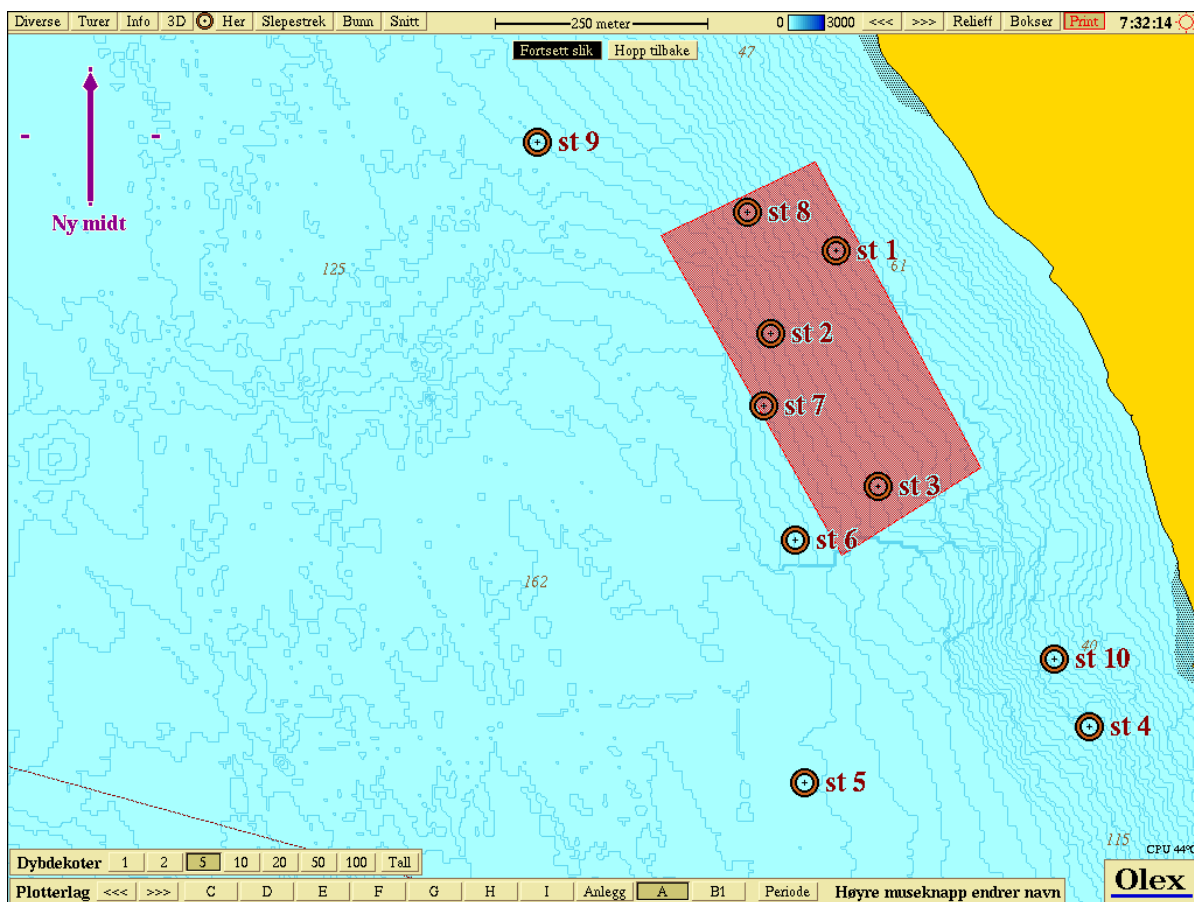 Diverse Turer Info 3D Her Slepestrek Bunn Snitt 250 meter 0 3000 <<< >>> Relieff Bokser Print 7:32:14
Fortsett slik Hopp tilbake
47
st 9
Ny midt
st 8
st 1
61
125
st 2
st 7
st 3
st 6
162
40
st 10
st 4
st 5
115
CPU 44°C
Dybdekoter 1 2 5 10 20 50 100 Tall
Plotterlag <<< >>> C D E F G H I Anlegg A B1 Periode Høyre museknapp endrer navn
Olex